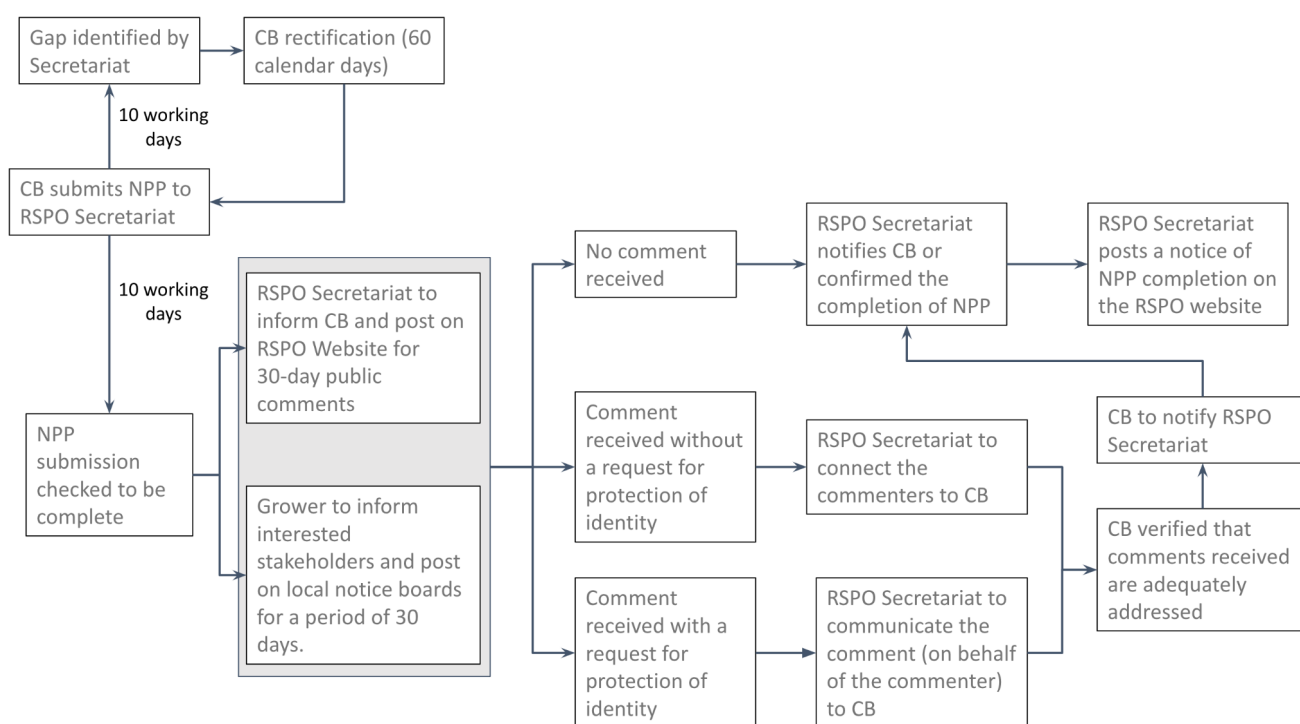 Gap identified by
Secretariat
CB rectification (60
calendar days)
10 working
days
CB submits NPP to
RSPO Secretariat
10 working
days
NPP
submission
checked to be
complete
RSPO Secretariat to
inform CB and post on
RSPO Website for
30-day public
comments
Grower to inform
interested
stakeholders and post
on local notice boards
for a period of 30
days.
No comment
received
RSPO Secretariat
notifies CB or
confirmed the
completion of NPP
RSPO Secretariat
posts a notice of
NPP completion on
the RSPO website
Comment
received without
a request for
protection of
identity
RSPO Secretariat to
connect the
commenters to CB
CB to notify RSPO
Secretariat
CB verified that
comments received
are adequately
addressed
Comment
received with a
request for
protection of
identity
RSPO Secretariat to
communicate the
comment (on behalf
of the commenter)
to CB